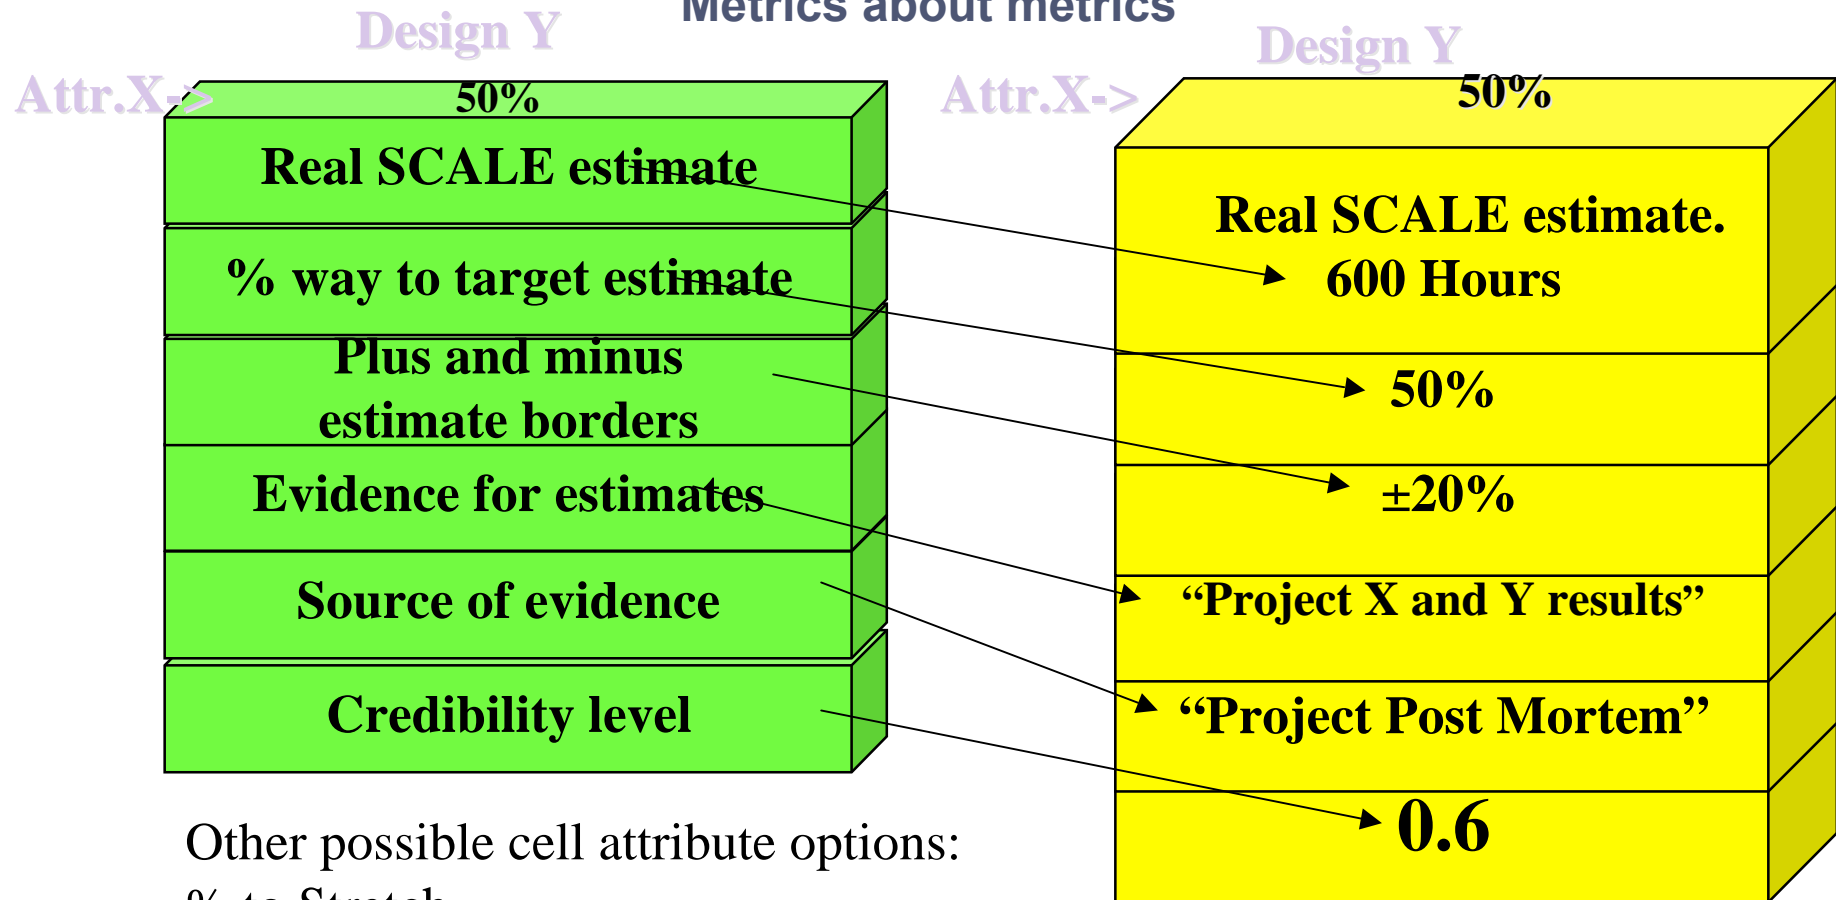 Metrics about metrics
Design Y
Attr.X->
50%
Real SCALE estimate
% way to target estimate
Plus and minus
estimate borders
Evidence for estimates
Source of evidence
Credibility level
Other possible cell attribute options:
% to Stretch
Design Y
Attr.X->
50%
Real SCALE estimate.
600 Hours
50%
±20%
“Project X and Y results”
“Project Post Mortem”
0.6